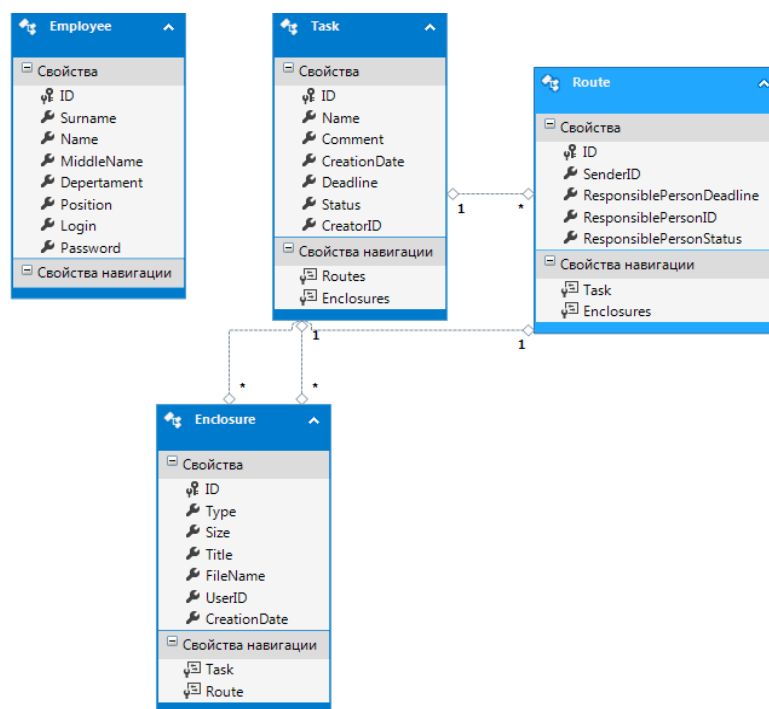 Employee
Свойства
ID
Surname
Name
MiddleName
Depertament
Position
Login
Password
Свойства навигации
Task
Свойства
ID
Name
Comment
CreationDate
Deadline
Status
CreatorID
Свойства навигации
Routes
Enclosures
Route
Свойства
ID
SenderID
ResponsiblePersonDeadline
ResponsiblePersonID
ResponsiblePersonStatus
Свойства навигации
Task
Enclosures
1
*
1
1
*
*
Enclosure
Свойства
ID
Type
Size
Title
FileName
UserID
CreationDate
Свойства навигации
Task
Route